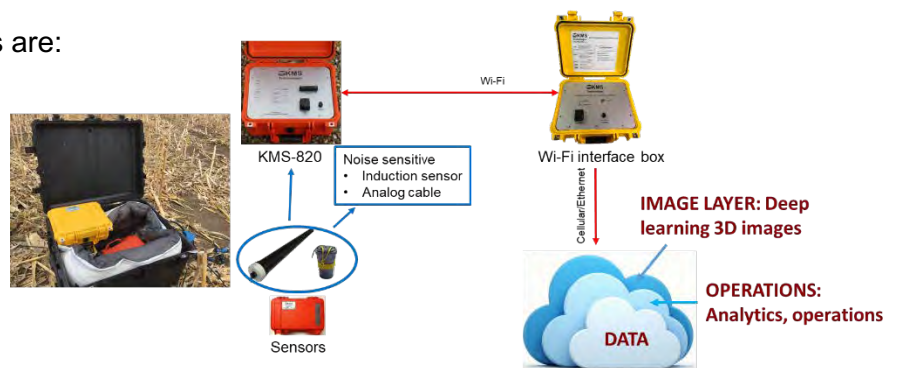 s are:
KMS
KMS
Wi-Fi
KMS-820
Wi-Fi interface box
Noise sensitive
• Induction sensor
• Analog cable
Cellular/Ethernet
IMAGE LAYER: Deep
learning 3D images
OPERATIONS:
Analytics, operations
DATA
Sensors